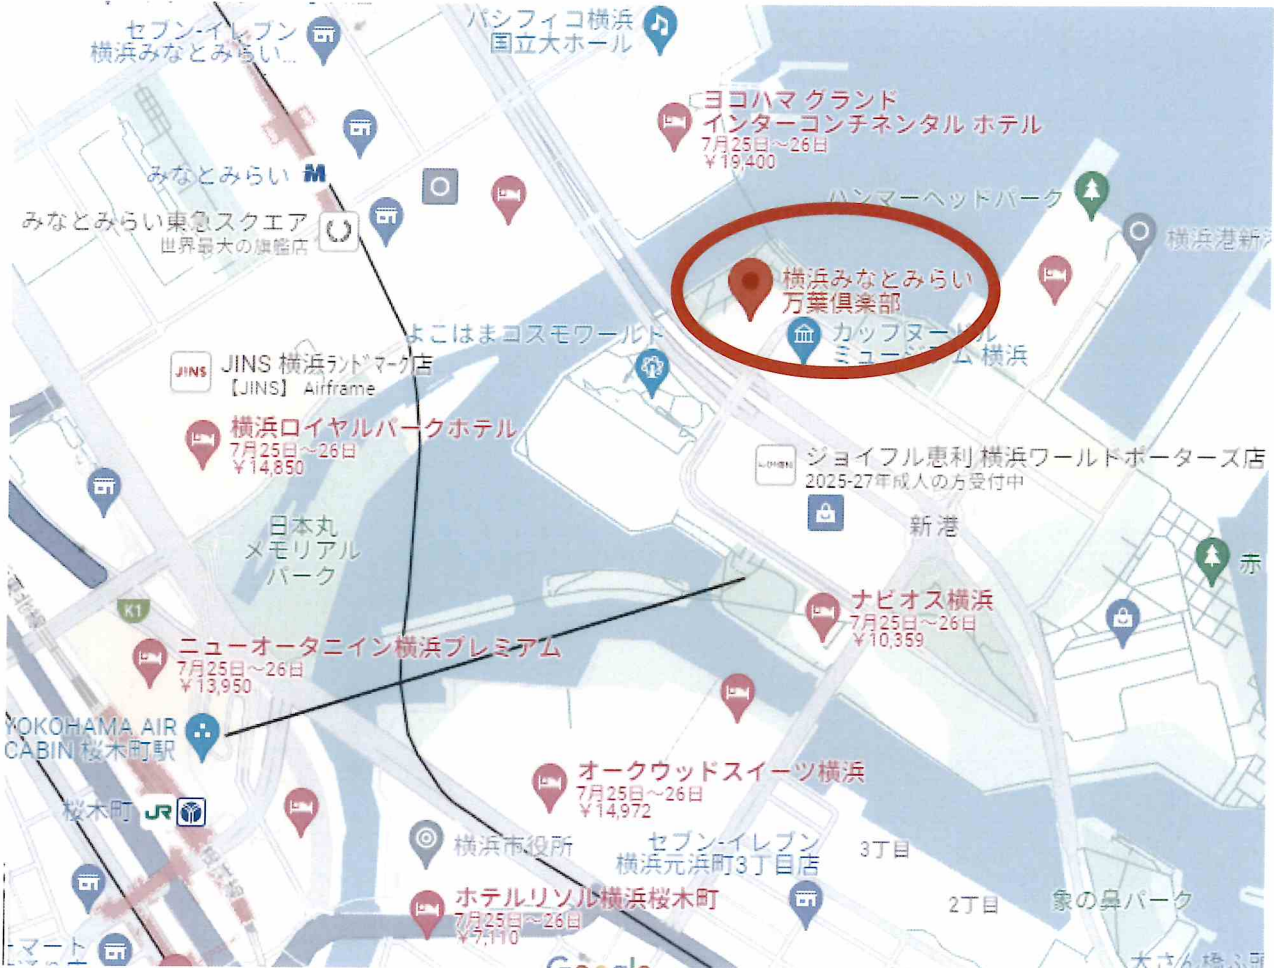 セブン-イレブン
横浜みなとみらい...
パシフィコ横浜
国立大ホール
ヨコハマ グランド
インターコンチネンタル ホテル
7月25日～26日
￥19,400
みなとみらい
ハンマーヘッドパーク
みなとみらい東急スクエア
世界最大の旗艦店
横浜港新港
横浜みなとみらい
万葉倶楽部
よこはまコスモワールド
カップヌードル
ミュージアム 横浜
JINS
JINS 横浜ランドマーク店
【JINS】 Airframe
横浜ロイヤルパークホテル
7月25日～26日
￥14,850
ジョイフル恵利 横浜ワールドポーターズ店
2025-27年成人の方受付中
新港
日本丸
メモリアル
パーク
赤
K1
ナビオス横浜
7月25日～26日
￥10,359
ニューオータニイン横浜プレミアム
7月25日～26日
￥13,950
YOKOHAMA AIR
CABIN 桜木町駅
オークウッドスイーツ横浜
7月25日～26日
￥14,972
桜木町 JR
横浜市役所
セブン-イレブン
横浜元浜町3丁目店
3丁目
ホテルリソル横浜桜木町
7月25日～26日
￥7,110
2丁目
象の鼻パーク
ーマート
Google
大さん橋ふ頭